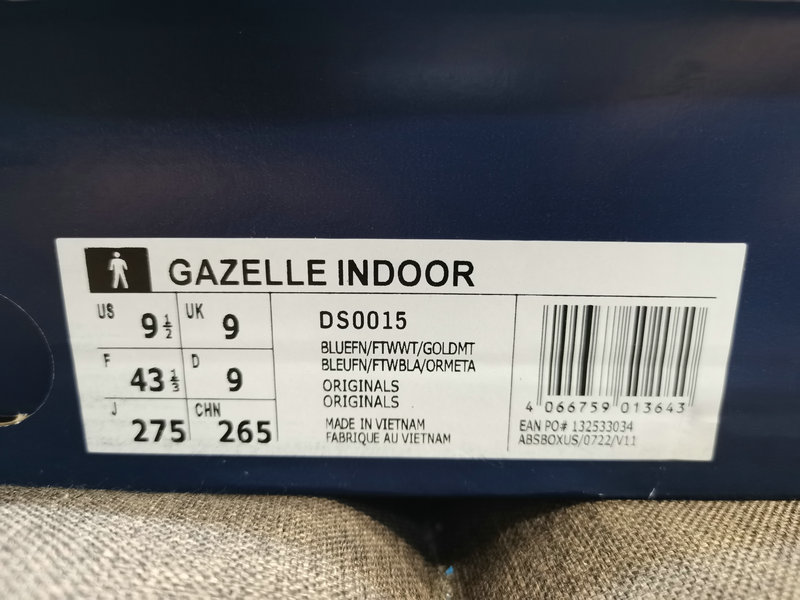 GAZELLE INDOOR
US 9 1/2 UK 9
F 43 1/3 D 9
J 275 CHN 265
DS0015
BLUEFN/FTWWT/GOLDMT
BLEUFN/FTWBLA/ORMETA
ORIGINALS
ORIGINALS
MADE IN VIETNAM
FABRIQUE AU VIETNAM
4 066759 013643
EAN PO# 132533034
ABSBOXUS/0722/V11